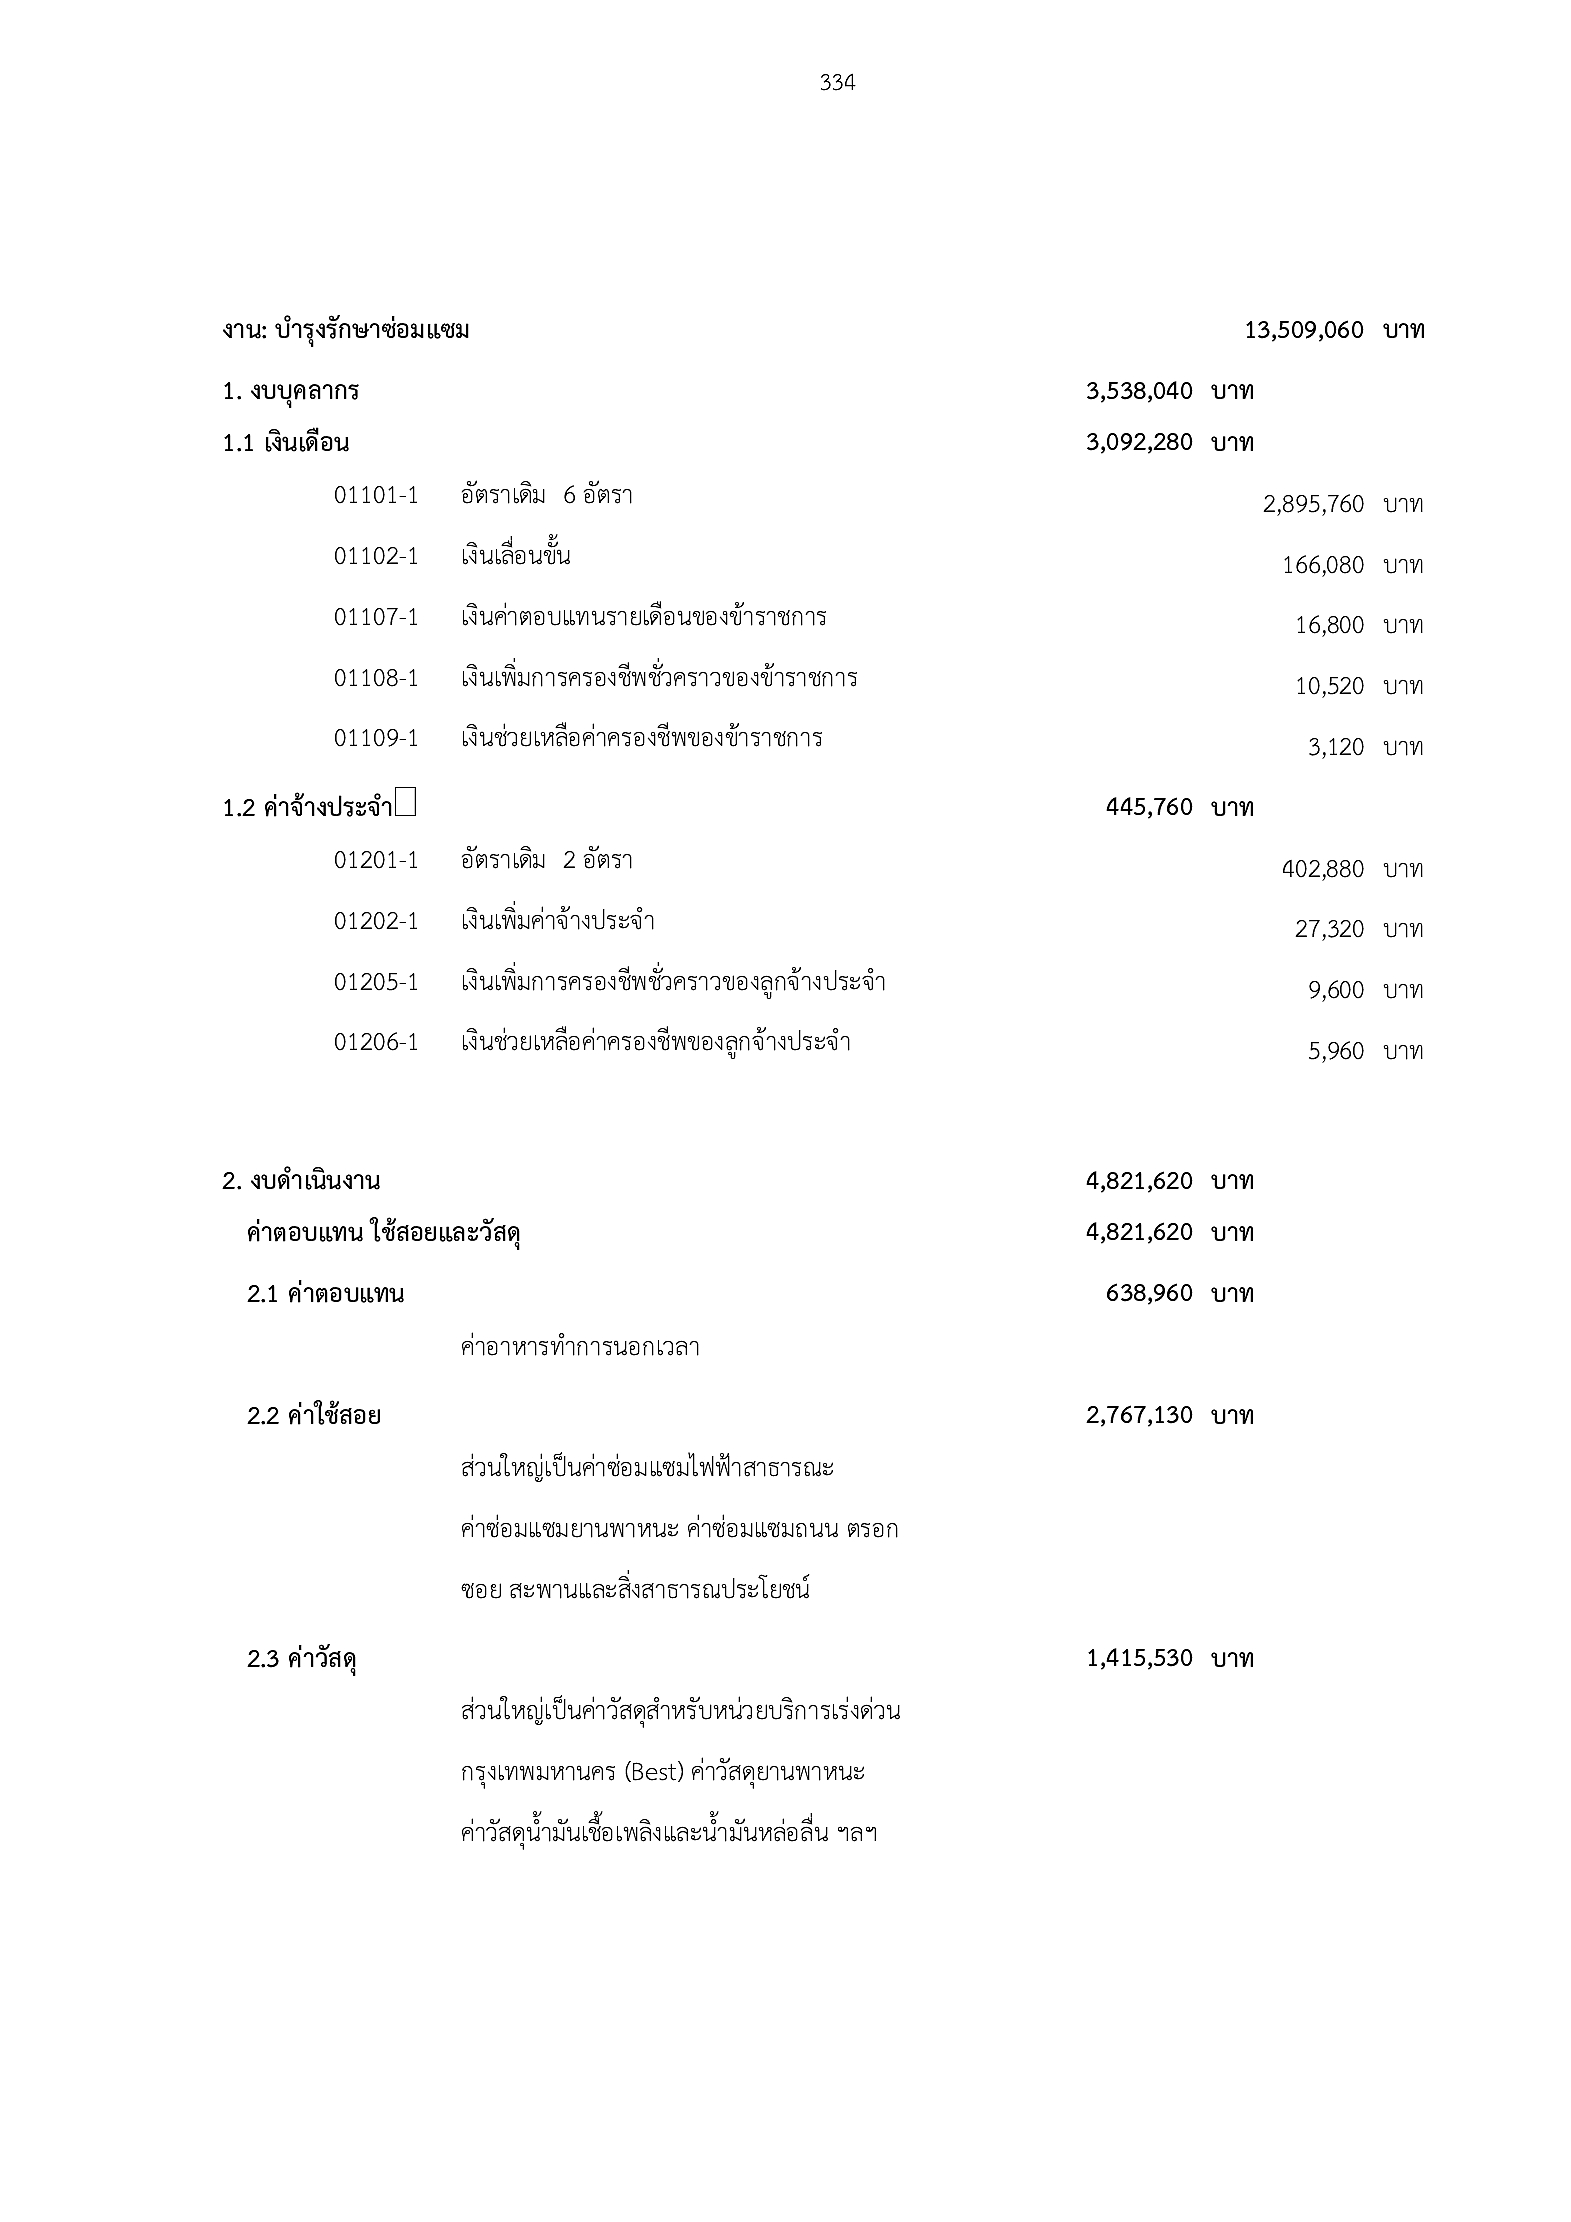 334
งาน: บำรุงรักษาซ่อมแซม 13,509,060 บาท
1. งบบุคลากร 3,538,040 บาท
1.1 เงินเดือน 3,092,280 บาท
01101-1 อัตราเดิม 6 อัตรา 2,895,760 บาท
01102-1 เงินเลื่อนขั้น 166,080 บาท
01107-1 เงินค่าตอบแทนรายเดือนของข้าราชการ 16,800 บาท
01108-1 เงินเพิ่มการครองชีพชั่วคราวของข้าราชการ 10,520 บาท
01109-1 เงินช่วยเหลือค่าครองชีพของข้าราชการ 3,120 บาท
1.2 ค่าจ้างประจำ 445,760 บาท
01201-1 อัตราเดิม 2 อัตรา 402,880 บาท
01202-1 เงินเพิ่มค่าจ้างประจำ 27,320 บาท
01205-1 เงินเพิ่มการครองชีพชั่วคราวของลูกจ้างประจำ 9,600 บาท
01206-1 เงินช่วยเหลือค่าครองชีพของลูกจ้างประจำ 5,960 บาท
2. งบดำเนินงาน 4,821,620 บาท
ค่าตอบแทน ใช้สอยและวัสดุ 4,821,620 บาท
2.1 ค่าตอบแทน 638,960 บาท
ค่าอาหารทำการนอกเวลา
2.2 ค่าใช้สอย 2,767,130 บาท
ส่วนใหญ่เป็นค่าซ่อมแซมไฟฟ้าสาธารณะ
ค่าซ่อมแซมยานพาหนะ ค่าซ่อมแซมถนน ตรอก
ซอย สะพานและสิ่งสาธารณประโยชน์
2.3 ค่าวัสดุ 1,415,530 บาท
ส่วนใหญ่เป็นค่าวัสดุสำหรับหน่วยบริการเร่งด่วน
กรุงเทพมหานคร (Best) ค่าวัสดุยานพาหนะ
ค่าวัสดุน้ำมันเชื้อเพลิงและน้ำมันหล่อลื่น ฯลฯ